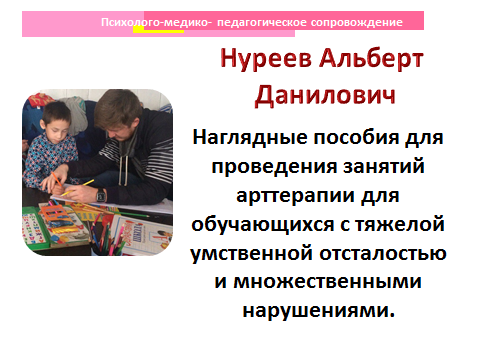 Психолого-медико- педагогическое сопровождение
Нуреев Альберт
Данилович
Наглядные пособия для
проведения занятий
арттерапии для
обучающихся с тяжелой
умственной отсталостью
и множественными
нарушениями.